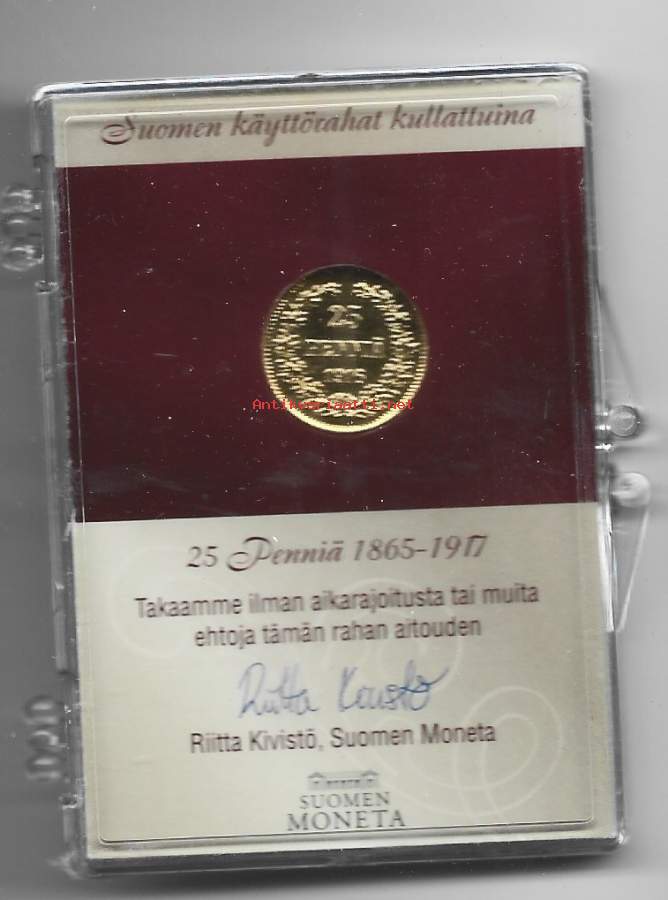 Suomen käyttörahat kullattuina
25
PENNIÄ
Antikvariaatti.net
25 Penniä 1865-1917
Takaamme ilman aikarajoitusta tai muita
ehtoja tämän rahan aitouden
Riitta Kivistö
Riitta Kivistö, Suomen Moneta
SUOMEN
MONETA